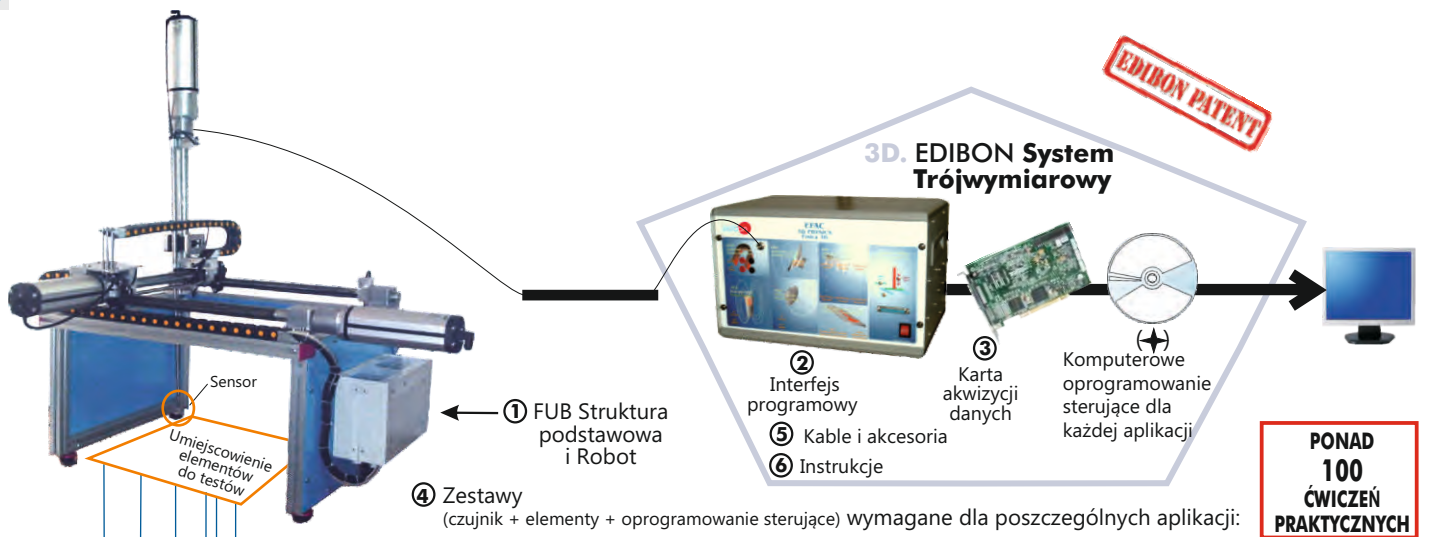 EDIBON PATENT
3D. EDIBON System
Trójwymiarowy
EFAC
Sensor
Umiejscowienie
elementów
do testów
① FUB Struktura
podstawowa
i Robot
②
Interfejs
programowy
③
Karta
akwizycji
danych
Komputerowe
oprogramowanie
sterujące dla
każdej aplikacji
⑤ Kable i akcesoria
⑥ Instrukcje
④ Zestawy
(czujnik + elementy + oprogramowanie sterujące) wymagane dla poszczególnych aplikacji:
PONAD
100
ĆWICZEŃ
PRAKTYCZNYCH